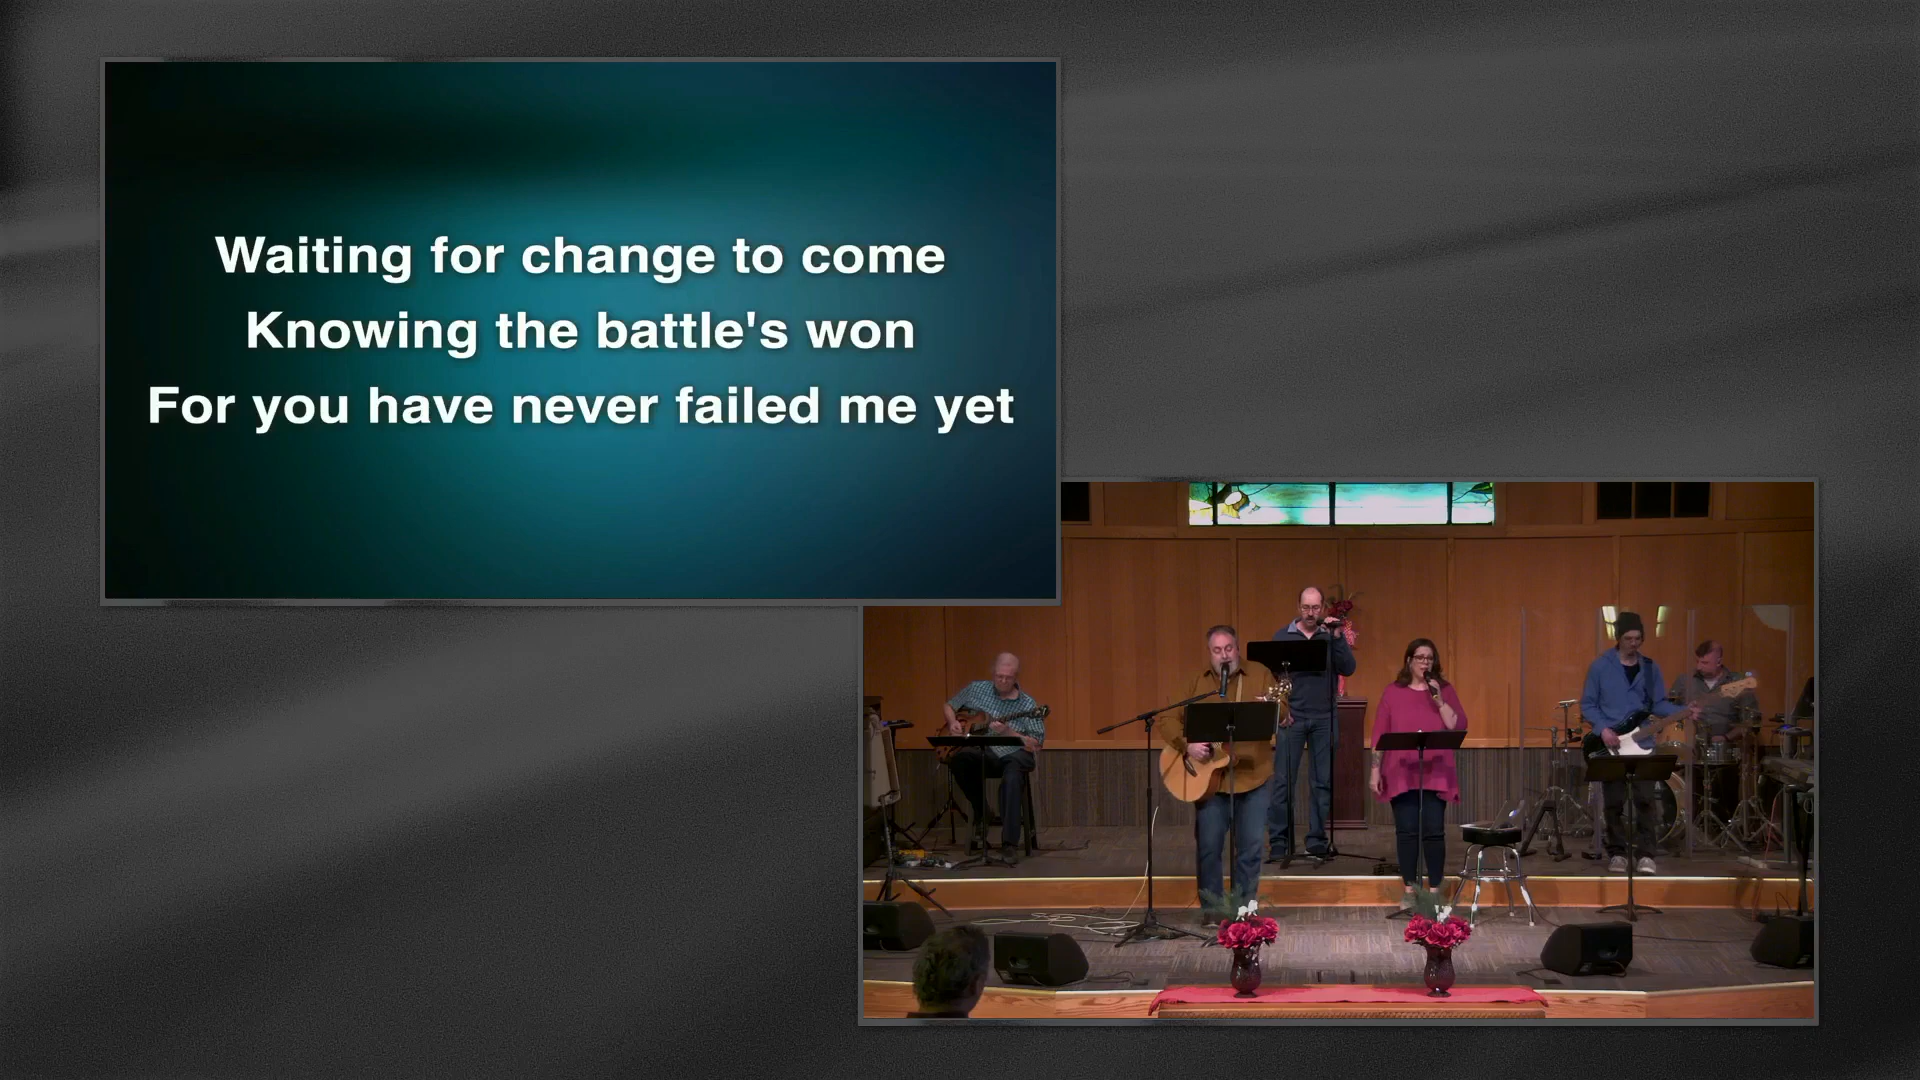 Waiting for change to come
Knowing the battle's won
For you have never failed me yet